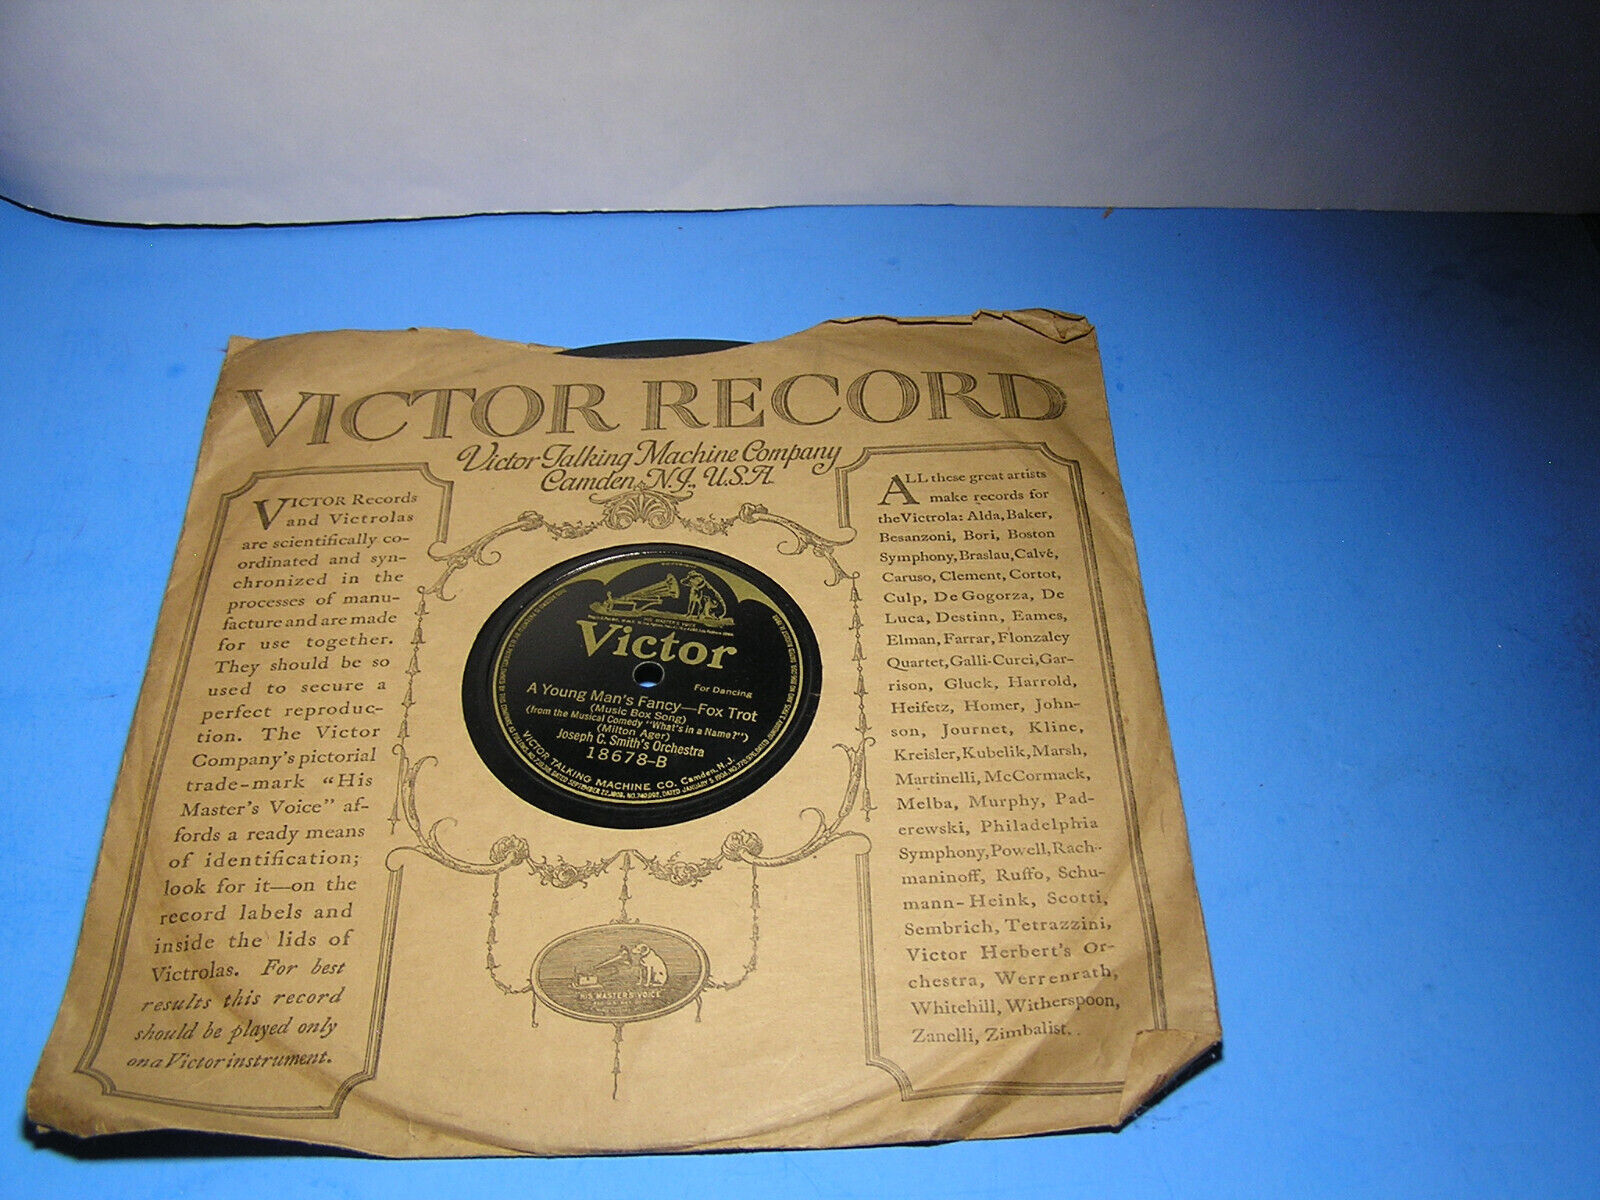 VICTOR RECORD
Victor Talking Machine Company
Camden, N.J., U.S.A.
VICTOR Records
and Victrolas
are scientifically co-
ordinated and syn-
chronized in the
processes of manu-
facture and are made
for use together.
They should be so
used to secure a
perfect reproduc-
tion. The Victor
Company's pictorial
trade-mark "His
Master's Voice" af-
fords a ready means
of identification;
look for it—on the
record labels and
inside the lids of
Victrolas. For best
results this record
should be played only
on a Victor instrument.
HIS MASTER'S VOICE
Victor
For Dancing
A Young Man's Fancy—Fox Trot
(Music Box Song)
(from the Musical Comedy "What's in a Name?")
(Milton Ager)
Joseph C. Smith's Orchestra
18678-B
VICTOR TALKING MACHINE CO. Camden, N.J.
"HIS MASTER'S VOICE"
ALL these great artists
make records for
the Victrola: Alda, Baker,
Besanzoni, Bori, Boston
Symphony, Braslau, Calvé,
Caruso, Clement, Cortot,
Culp, De Gogorza, De
Luca, Destinn, Eames,
Elman, Farrar, Flonzaley
Quartet, Galli-Curci, Gar-
rison, Gluck, Harrold,
Heifetz, Homer, John-
son, Journet, Kline,
Kreisler, Kubelik, Marsh,
Martinelli, McCormack,
Melba, Murphy, Pad-
erewski, Philadelphia
Symphony, Powell, Rach-
maninoff, Ruffo, Schu-
mann-Heink, Scotti,
Sembrich, Tetrazzini,
Victor Herbert's Or-
chestra, Werrenrath,
Whitehill, Witherspoon,
Zanelli, Zimbalist.